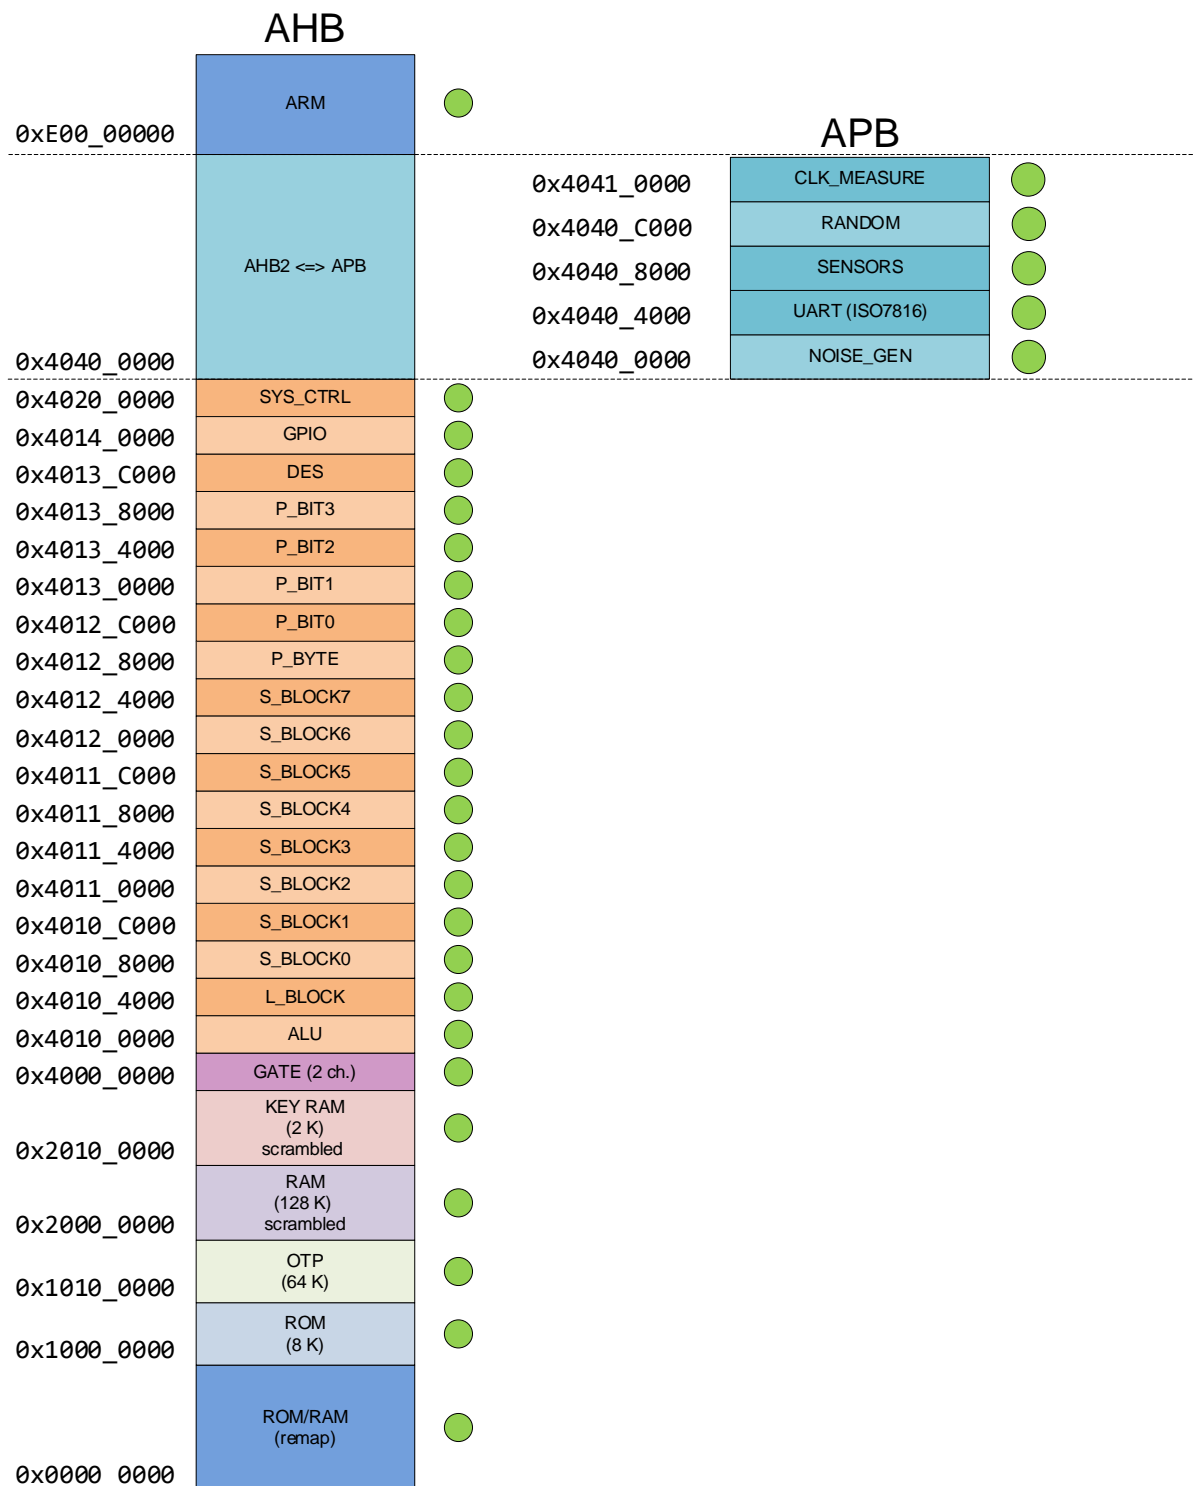 AHB
ARM
0xE00_00000
APB
0x4041_0000 CLK_MEASURE
0x4040_C000 RANDOM
AHB2 <=> APB 0x4040_8000 SENSORS
0x4040_4000 UART (ISO7816)
0x4040_0000 0x4040_0000 NOISE_GEN
0x4020_0000 SYS_CTRL
0x4014_0000 GPIO
0x4013_C000 DES
0x4013_8000 P_BIT3
0x4013_4000 P_BIT2
0x4013_0000 P_BIT1
0x4012_C000 P_BIT0
0x4012_8000 P_BYTE
0x4012_4000 S_BLOCK7
0x4012_0000 S_BLOCK6
0x4011_C000 S_BLOCK5
0x4011_8000 S_BLOCK4
0x4011_4000 S_BLOCK3
0x4011_0000 S_BLOCK2
0x4010_C000 S_BLOCK1
0x4010_8000 S_BLOCK0
0x4010_4000 L_BLOCK
0x4010_0000 ALU
0x4000_0000 GATE (2 ch.)
KEY RAM
(2 K)
0x2010_0000 scrambled
RAM
(128 K)
0x2000_0000 scrambled
OTP
(64 K)
0x1010_0000
ROM
(8 K)
0x1000_0000
ROM/RAM
(remap)
0x0000_0000